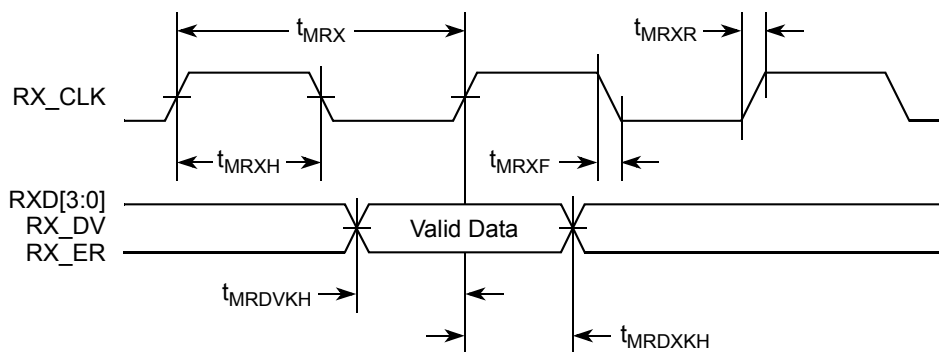 tMRX
tMRXR
RX_CLK
tMRXH
tMRXF
RXD[3:0]
RX_DV
RX_ER
Valid Data
tMRDVKH
tMRDXKH